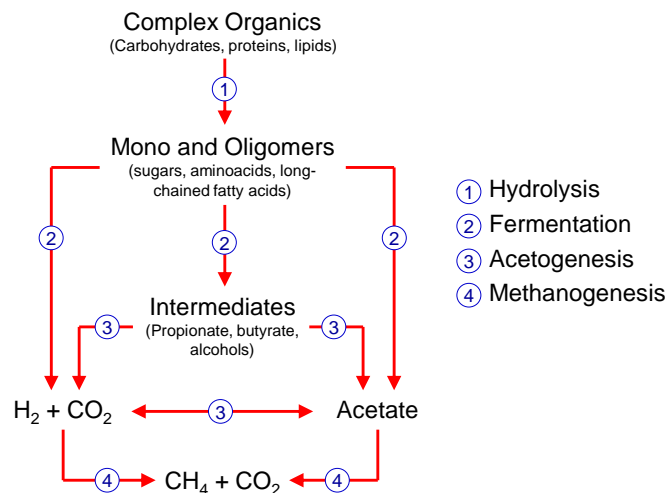 Complex Organics
(Carbohydrates, proteins, lipids)
1
Mono and Oligomers
(sugars, aminoacids, long-
chained fatty acids)
2
2
2
1 Hydrolysis
2 Fermentation
3 Acetogenesis
4 Methanogenesis
Intermediates
(Propionate, butyrate,
alcohols)
3
3
H₂ + CO₂
3
Acetate
4
CH₄ + CO₂
4